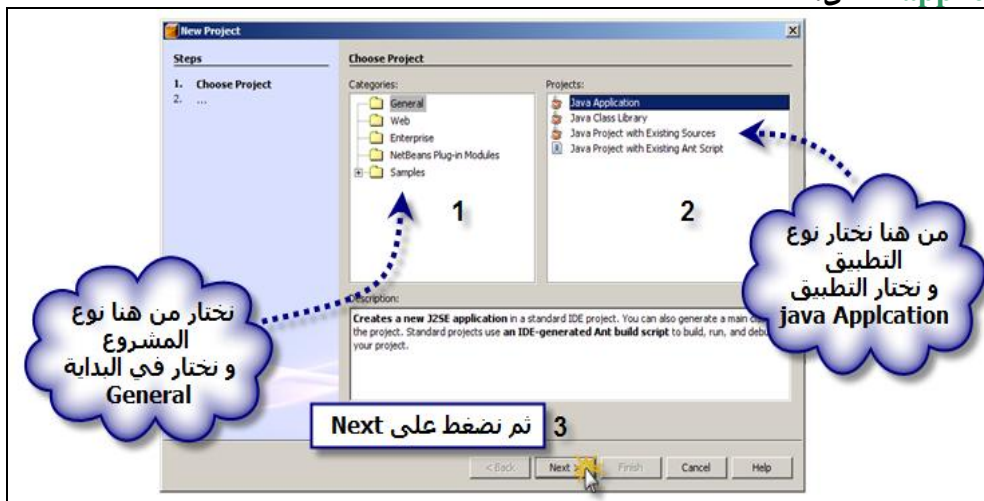 New Project
Steps
1. Choose Project
2. ...
Choose Project
Categories:
General
Web
Enterprise
NetBeans Plug-in Modules
Samples
Projects:
Java Application
Java Class Library
Java Project with Existing Sources
Java Project with Existing Ant Script
1
2
من هنا نختار نوع
التطبيق
و نختار التطبيق
java Applcation
نختار من هنا نوع
المشروع
و نختار في البداية
General
Description:
Creates a new J2SE application in a standard IDE project. You can also generate a main
the project. Standard projects use an IDE-generated Ant build script to build, run, and debu
your project.
ثم نضغط على Next
3
< Back
Next >
Finish
Cancel
Help